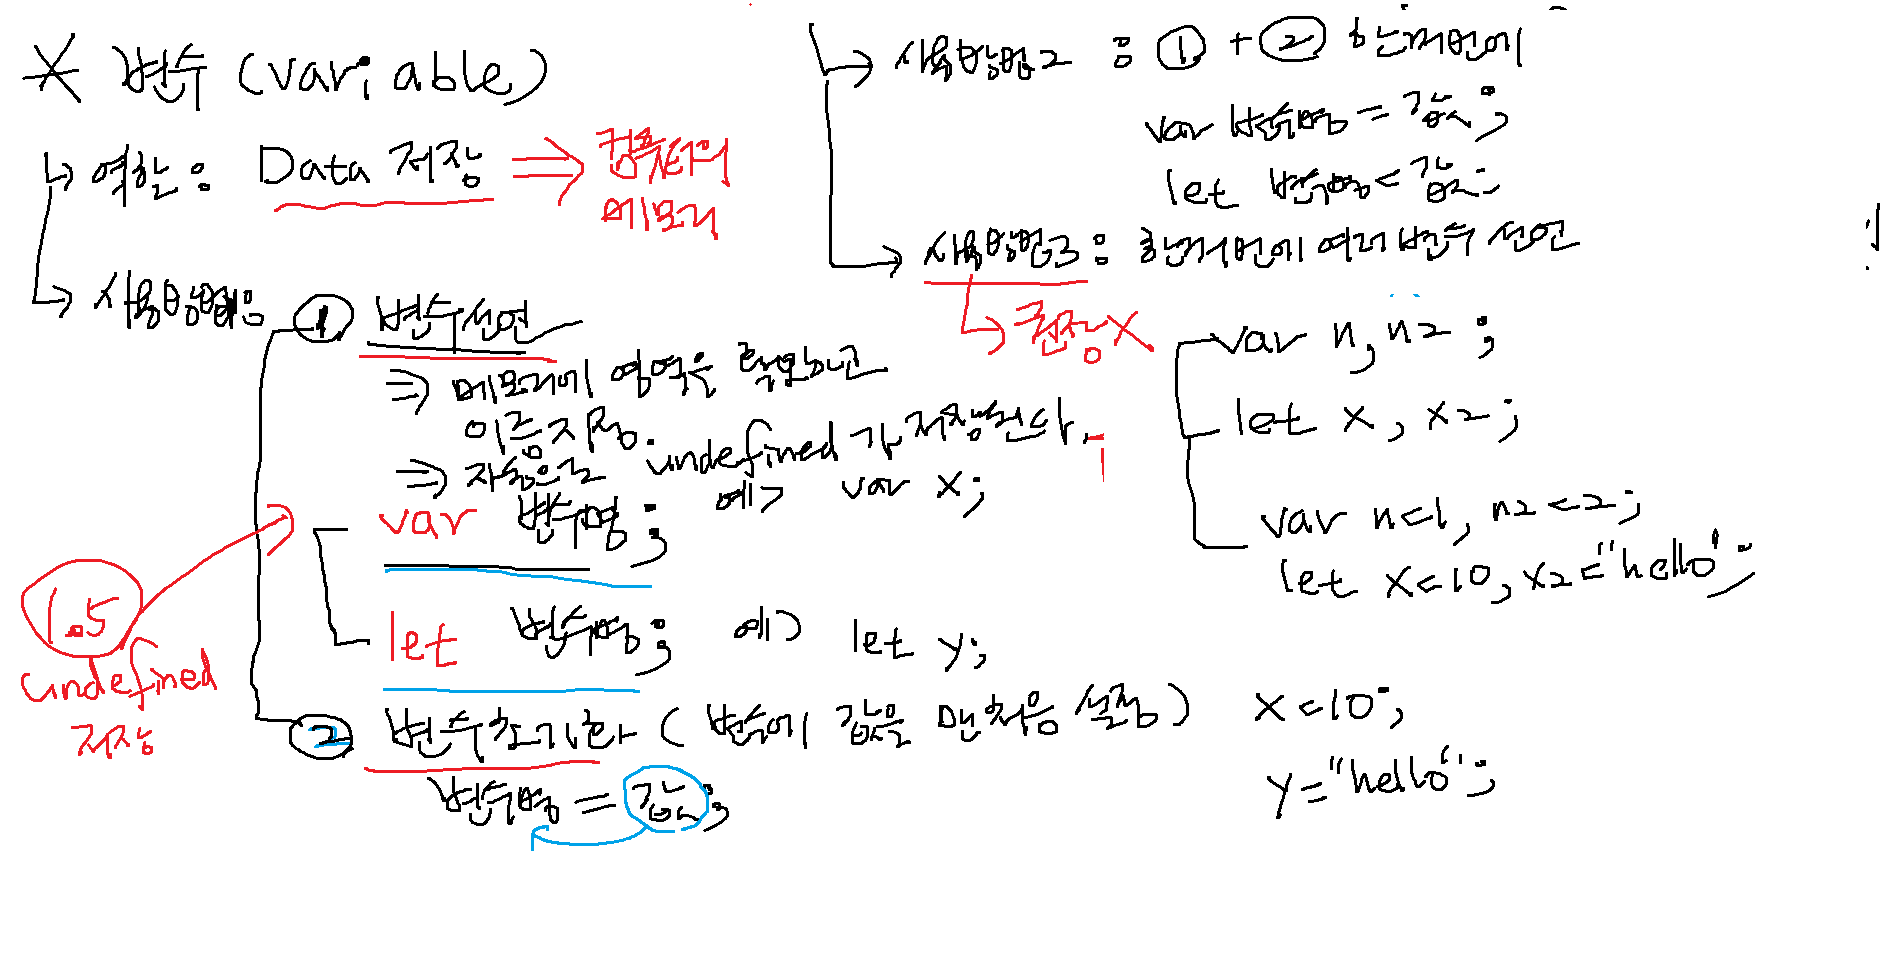 * 변수 (variable)
↳ 역할 : Data 저장 ⇒ 컴퓨터의
메모리
→ 사용방법1:
① 변수선언
⇒ 메모리에 영역을 확보하고
이름지정.
⇒ 자동으로 undefined 가 저장된다.
var 변수명; 예> var x;
let 변수명; 예> let y;
1.5
undefined
저장
② 변수초기화 ( 변수에 값을 맨처음 설정 ) x=10;
변수명 = 값; y="hello";
→ 사용방법2 : ① + ② 한꺼번에
var 변수명 = 값;
let 변수명 = 값;
→ 사용방법3 : 한꺼번에 여러 변수 선언
→ 권장X
var n, n2 ;
let x, x2 ;
var n=1, n2=2;
let x=10, x2="hello";